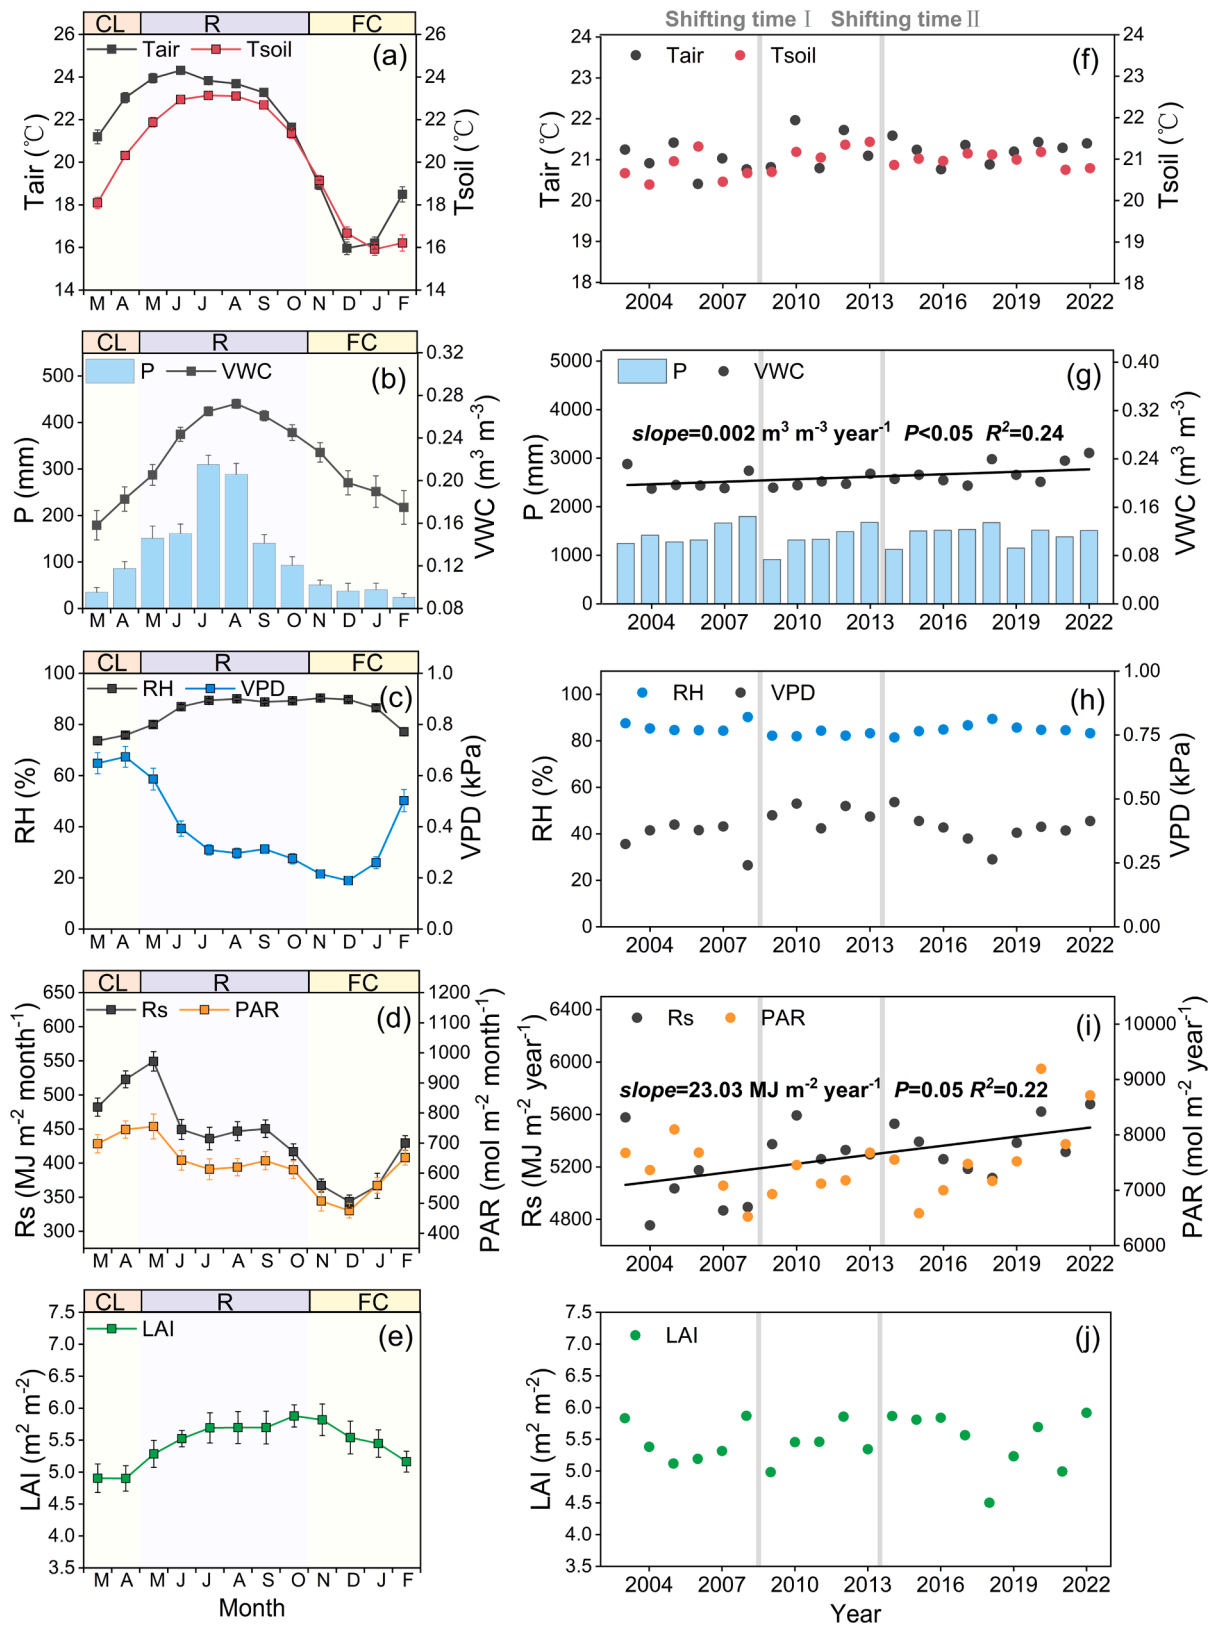 Shifting time I Shifting time II
CL R FC
Tair Tsoil
(a)
26
24
22
20
18
16
14
Tair (℃)
26
24
22
20
18
16
14
Tsoil (℃)
M A M J J A S O N D J F
Tair Tsoil
(f)
24
23
22
21
20
19
18
Tair (℃)
24
23
22
21
20
19
18
Tsoil (℃)
2004 2007 2010 2013 2016 2019 2022
CL R FC
P VWC
(b)
500
400
300
200
100
0
P (mm)
0.32
0.28
0.24
0.20
0.16
0.12
0.08
VWC (m³ m⁻³)
M A M J J A S O N D J F
P VWC
(g)
slope=0.002 m³ m⁻³ year⁻¹ P<0.05 R²=0.24
5000
4000
3000
2000
1000
0
P (mm)
0.40
0.32
0.24
0.16
0.08
0.00
VWC (m³ m⁻³)
2004 2007 2010 2013 2016 2019 2022
CL R FC
RH VPD
(c)
100
80
60
40
20
0
RH (%)
1.0
0.8
0.6
0.4
0.2
0.0
VPD (kPa)
M A M J J A S O N D J F
RH VPD
(h)
100
80
60
40
20
0
RH (%)
1.00
0.75
0.50
0.25
0.00
VPD (kPa)
2004 2007 2010 2013 2016 2019 2022
CL R FC
Rs PAR
(d)
650
600
550
500
450
400
350
300
Rs (MJ m⁻² month⁻¹)
1200
1100
1000
900
800
700
600
500
400
PAR (mol m⁻² month⁻¹)
M A M J J A S O N D J F
Rs PAR
(i)
slope=23.03 MJ m⁻² year⁻¹ P=0.05 R²=0.22
6400
6000
5600
5200
4800
Rs (MJ m⁻² year⁻¹)
10000
9000
8000
7000
6000
PAR (mol m⁻² year⁻¹)
2004 2007 2010 2013 2016 2019 2022
CL R FC
LAI
(e)
7.5
7.0
6.5
6.0
5.5
5.0
4.5
4.0
3.5
LAI (m² m⁻²)
M A M J J A S O N D J F
Month
LAI
(j)
7.5
7.0
6.5
6.0
5.5
5.0
4.5
4.0
3.5
LAI (m² m⁻²)
2004 2007 2010 2013 2016 2019 2022
Year